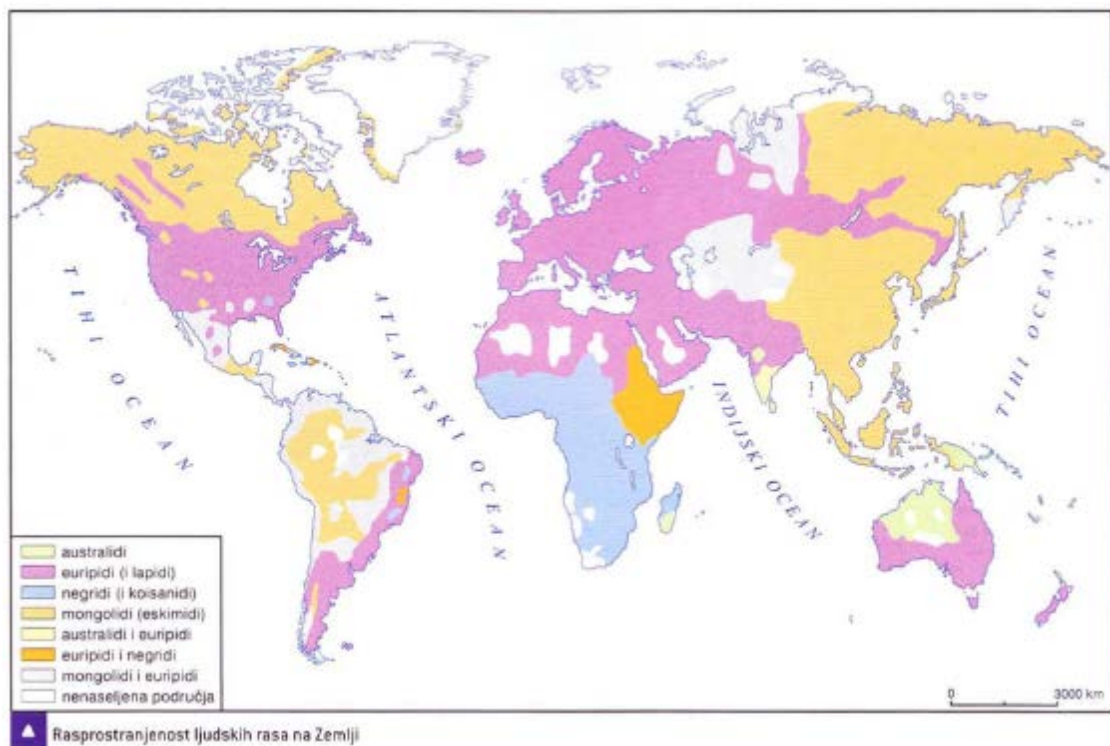 TIHI OCEAN
ATLANTSKI OCEAN
INDIJSKI OCEAN
TIHI OCEAN
australidi
euripidi (i lapidi)
negridi (i koisanidi)
mongolidi (eskimidi)
australidi i euripidi
euripidi i negridi
mongolidi i euripidi
nenaseljena područja
0 3000 km
Rasprostranjenost ljudskih rasa na Zemlji